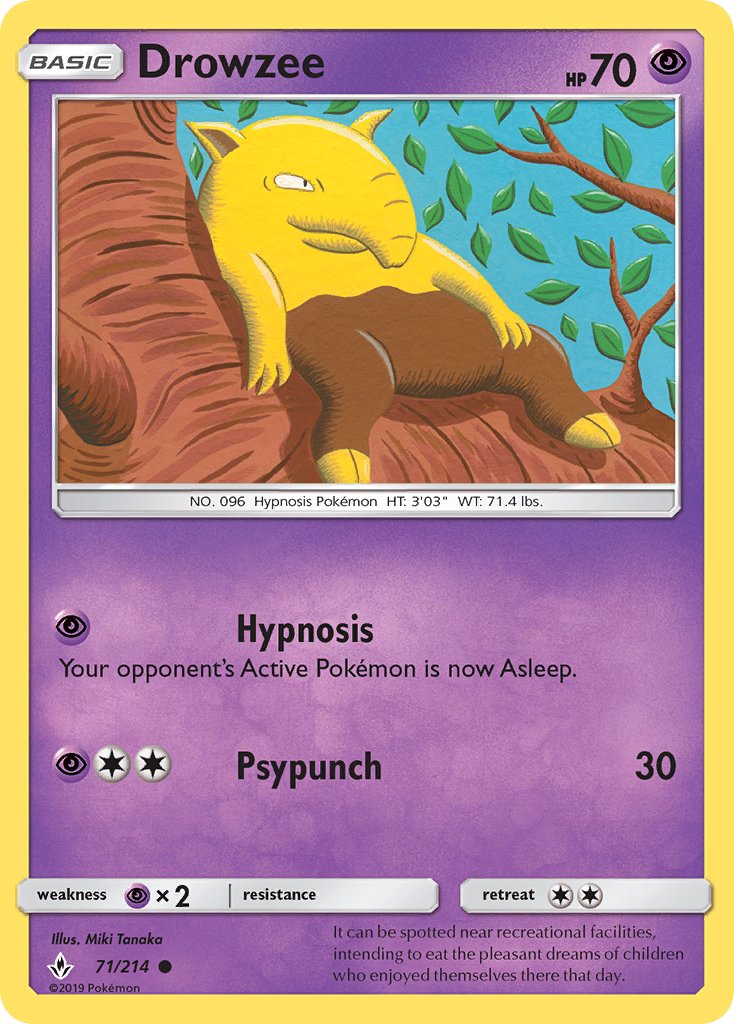 BASIC Drowzee HP 70
NO. 096 Hypnosis Pokémon HT: 3'03" WT: 71.4 lbs.
Hypnosis
Your opponent's Active Pokémon is now Asleep.
Psypunch 30
weakness ×2 resistance retreat
Illus. Miki Tanaka
71/214
©2019 Pokémon
It can be spotted near recreational facilities,
intending to eat the pleasant dreams of children
who enjoyed themselves there that day.